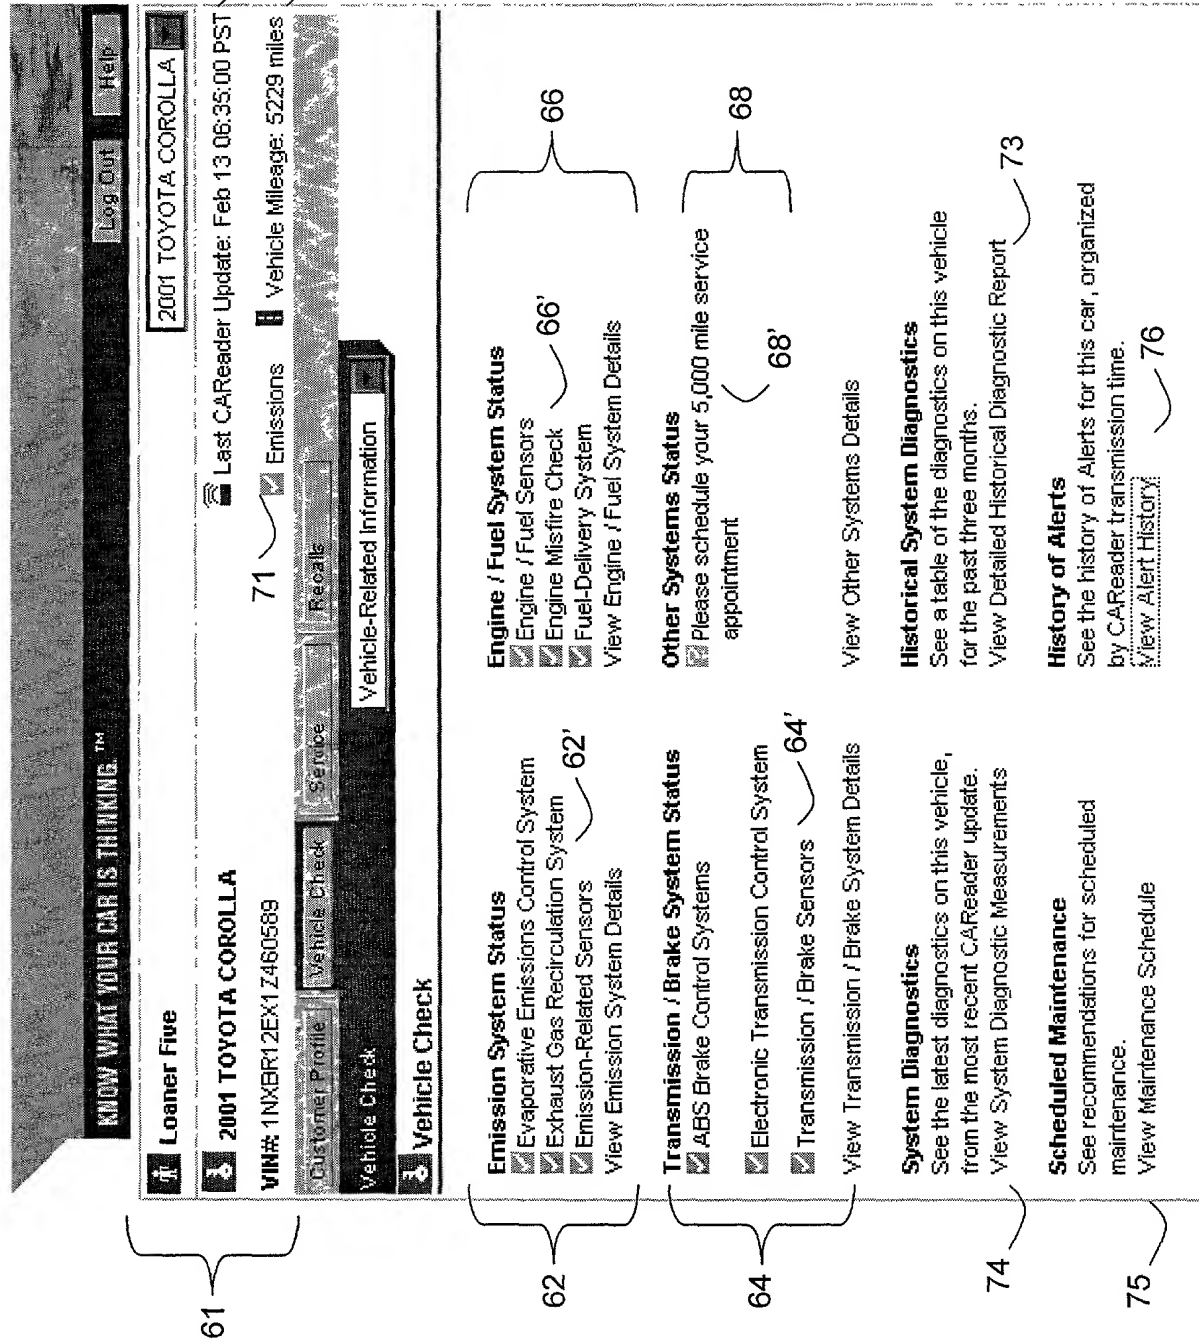 KNOW WHAT YOUR CAR IS THINKING.™
Log Out
Help
Loaner Five
2001 TOYOTA COROLLA
2001 TOYOTA COROLLA
Last CAReader Update: Feb 13 06:35:00 PST
VIN#: 1NXBR12EX1Z460589
71
Emissions
Vehicle Mileage: 5229 miles
61
Customer Profile
Vehicle Check
Service
Recalls
Vehicle Check
Vehicle-Related Information
Vehicle Check
Emission System Status
Evaporative Emissions Control System
Exhaust Gas Recirculation System
Emission-Related Sensors
View Emission System Details
62
62'
Engine / Fuel System Status
Engine / Fuel Sensors
Engine Misfire Check
Fuel-Delivery System
View Engine / Fuel System Details
66'
66
Transmission / Brake System Status
ABS Brake Control Systems
Electronic Transmission Control System
Transmission / Brake Sensors
View Transmission / Brake System Details
64
64'
Other Systems Status
Please schedule your 5,000 mile service
appointment
View Other Systems Details
68'
68
System Diagnostics
See the latest diagnostics on this vehicle,
from the most recent CAReader update.
View System Diagnostic Measurements
74
Historical System Diagnostics
See a table of the diagnostics on this vehicle
for the past three months.
View Detailed Historical Diagnostic Report
73
Scheduled Maintenance
See recommendations for scheduled
maintenance.
View Maintenance Schedule
75
History of Alerts
See the history of Alerts for this car, organized
by CAReader transmission time.
View Alert History
76